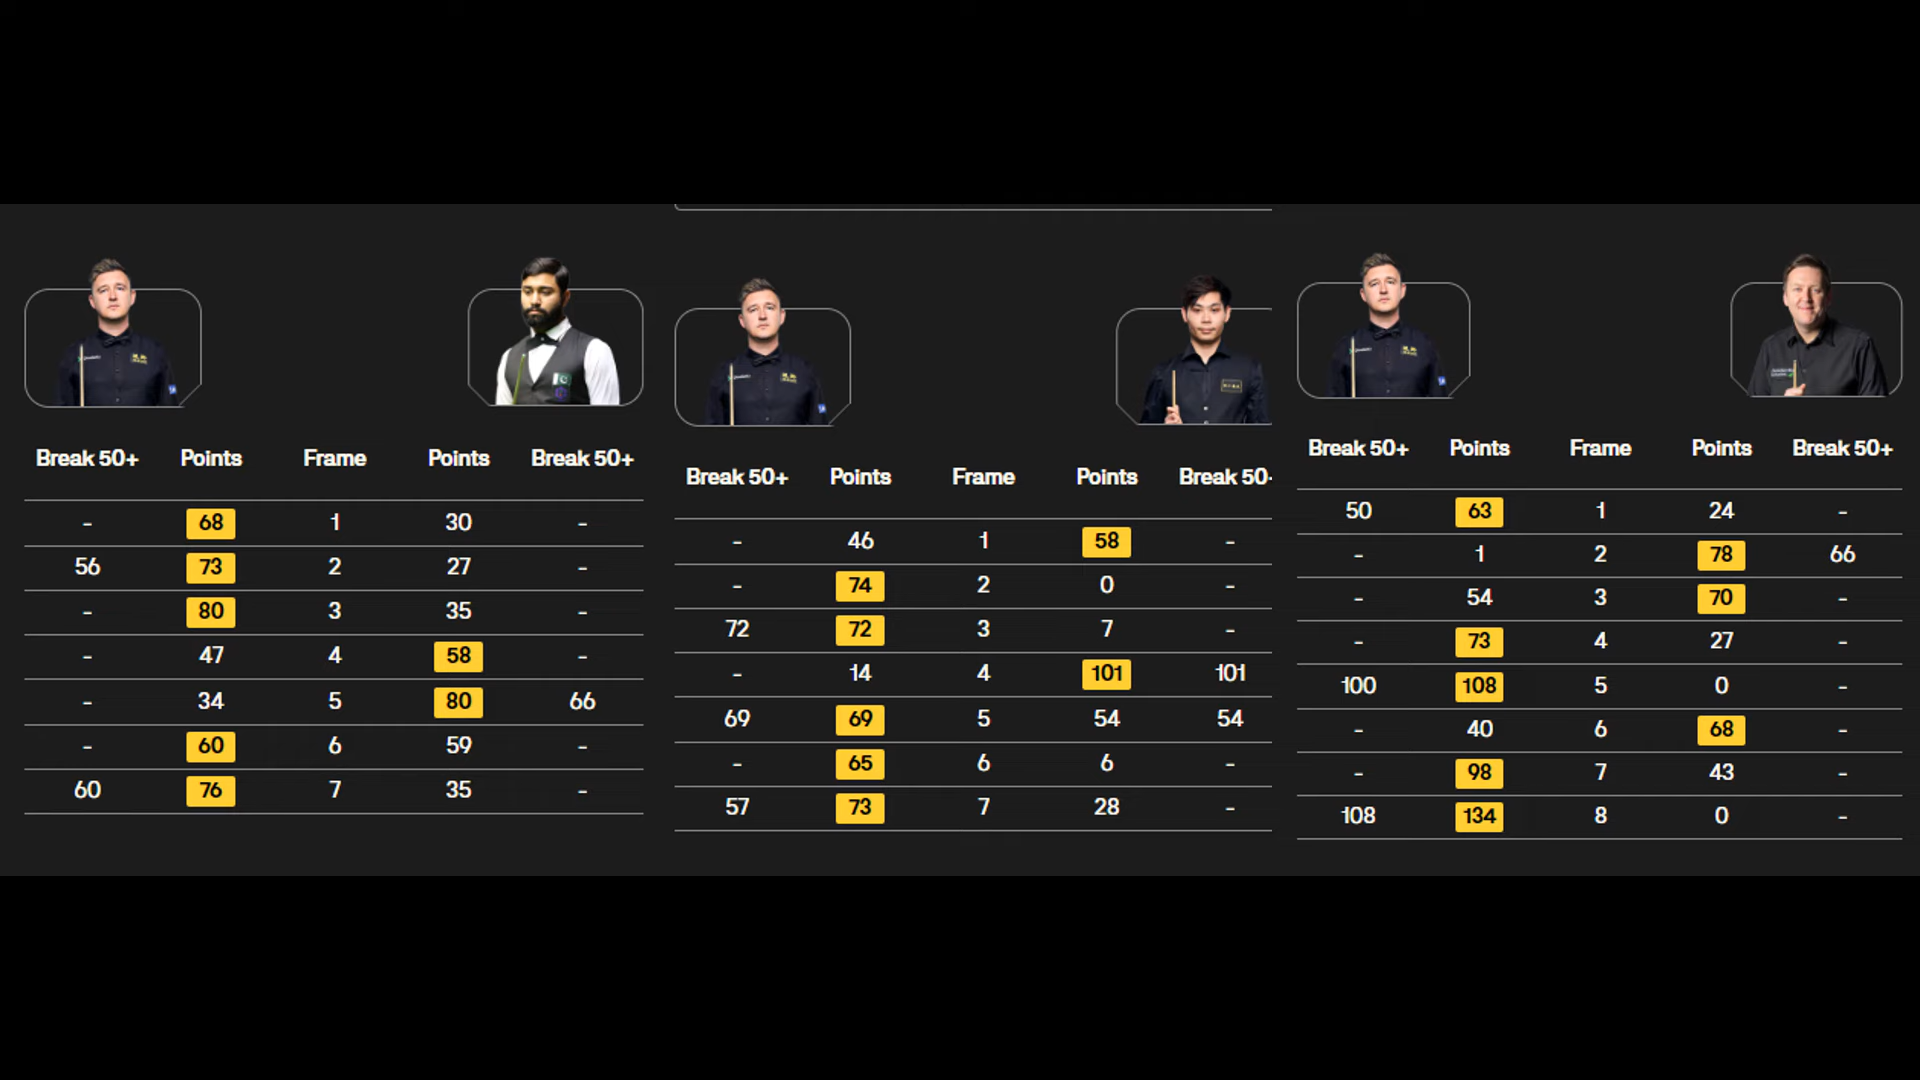 Break 50+ Points Frame Points Break 50+
- 68 1 30 -
56 73 2 27 -
- 80 3 35 -
- 47 4 58 -
- 34 5 80 66
- 60 6 59 -
60 76 7 35 -
Break 50+ Points Frame Points Break 50-
- 46 1 58 -
- 74 2 0 -
72 72 3 7 -
- 14 4 101 101
69 69 5 54 54
- 65 6 6 -
57 73 7 28 -
Break 50+ Points Frame Points Break 50+
50 63 1 24 -
- 1 2 78 66
- 54 3 70 -
- 73 4 27 -
100 108 5 0 -
- 40 6 68 -
- 98 7 43 -
108 134 8 0 -